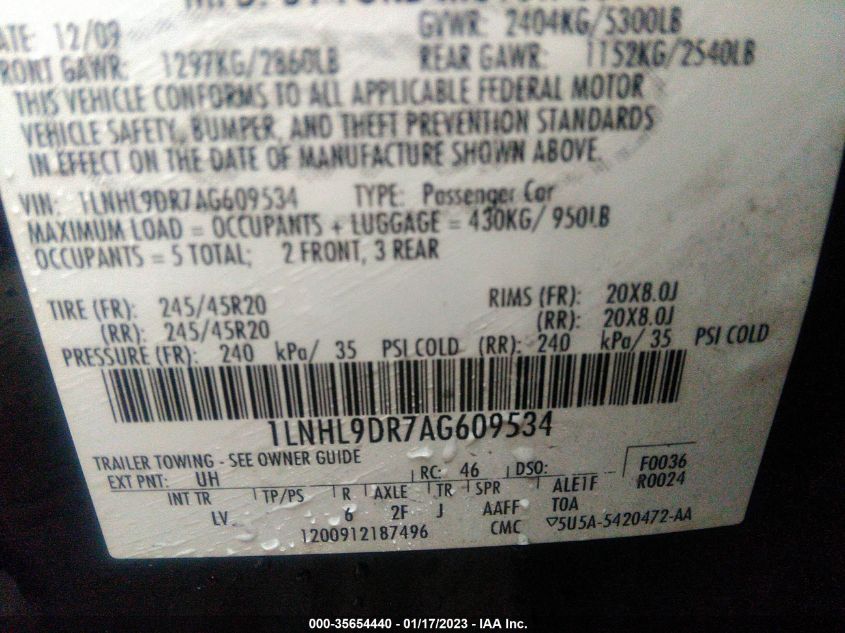 12/09 GVWR: 2404KG/5300LB
FRONT GAWR: 1297KG/2860LB REAR GAWR: 1152KG/2540LB
THIS VEHICLE CONFORMS TO ALL APPLICABLE FEDERAL MOTOR
VEHICLE SAFETY, BUMPER, AND THEFT PREVENTION STANDARDS
IN EFFECT ON THE DATE OF MANUFACTURE SHOWN ABOVE.
VIN: 1LNHL9DR7AG609534 TYPE: Passenger Car
MAXIMUM LOAD = OCCUPANTS + LUGGAGE = 430KG/ 950LB
OCCUPANTS = 5 TOTAL; 2 FRONT, 3 REAR
TIRE (FR): 245/45R20 RIMS (FR): 20X8.0J
(RR): 245/45R20 (RR): 20X8.0J
PRESSURE (FR): 240 kPa/ 35 PSI COLD (RR): 240 kPa/ 35 PSI COLD
1LNHL9DR7AG609534
TRAILER TOWING - SEE OWNER GUIDE
EXT PNT: UH RC: 46 DSO: F0036
R0024
INT TR TP/PS R AXLE TR SPR ALE1F
LV 6 2F J AAFF TOA
1200912187496 CMC ▽5U5A-5420472-AA
000-35654440 - 01/17/2023 - IAA Inc.